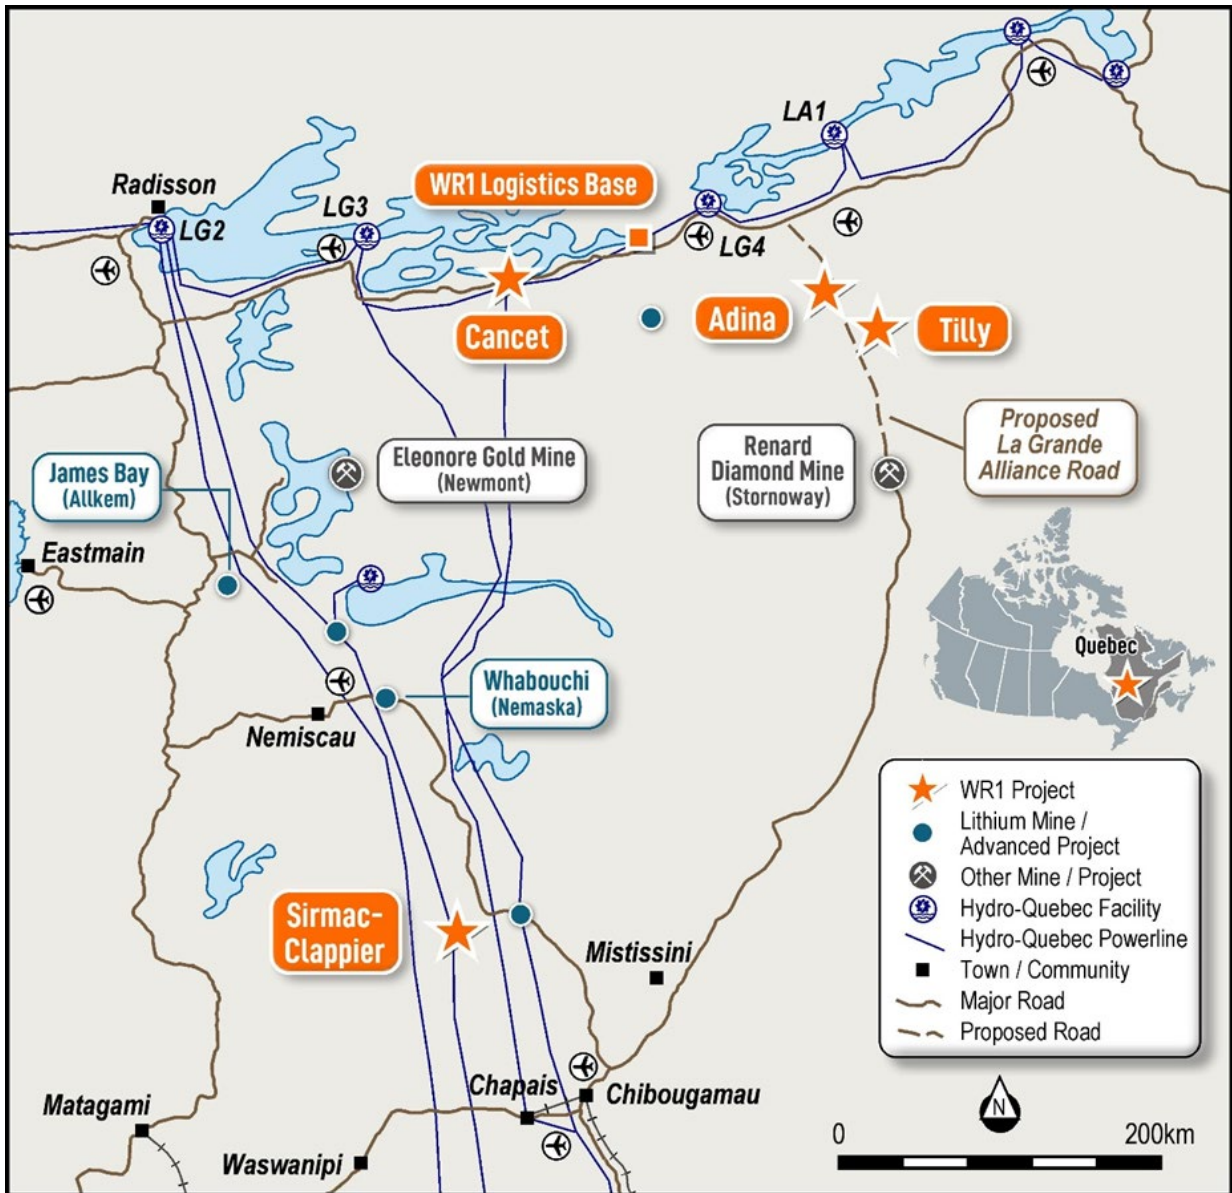 LA1
WR1 Logistics Base
Radisson
LG3
LG2
LG4
Cancet
Adina
Tilly
Proposed
La Grande
Alliance Road
Renard
Diamond Mine
(Stornoway)
Eleonore Gold Mine
(Newmont)
James Bay
(Allkem)
Eastmain
Quebec
Whabouchi
(Nemaska)
Nemiscau
WR1 Project
Lithium Mine /
Advanced Project
Other Mine / Project
Hydro-Quebec Facility
Hydro-Quebec Powerline
Town / Community
Major Road
Proposed Road
Sirmac-
Clappier
Mistissini
Chapais
Chibougamau
Matagami
Waswanipi
N
0 200km